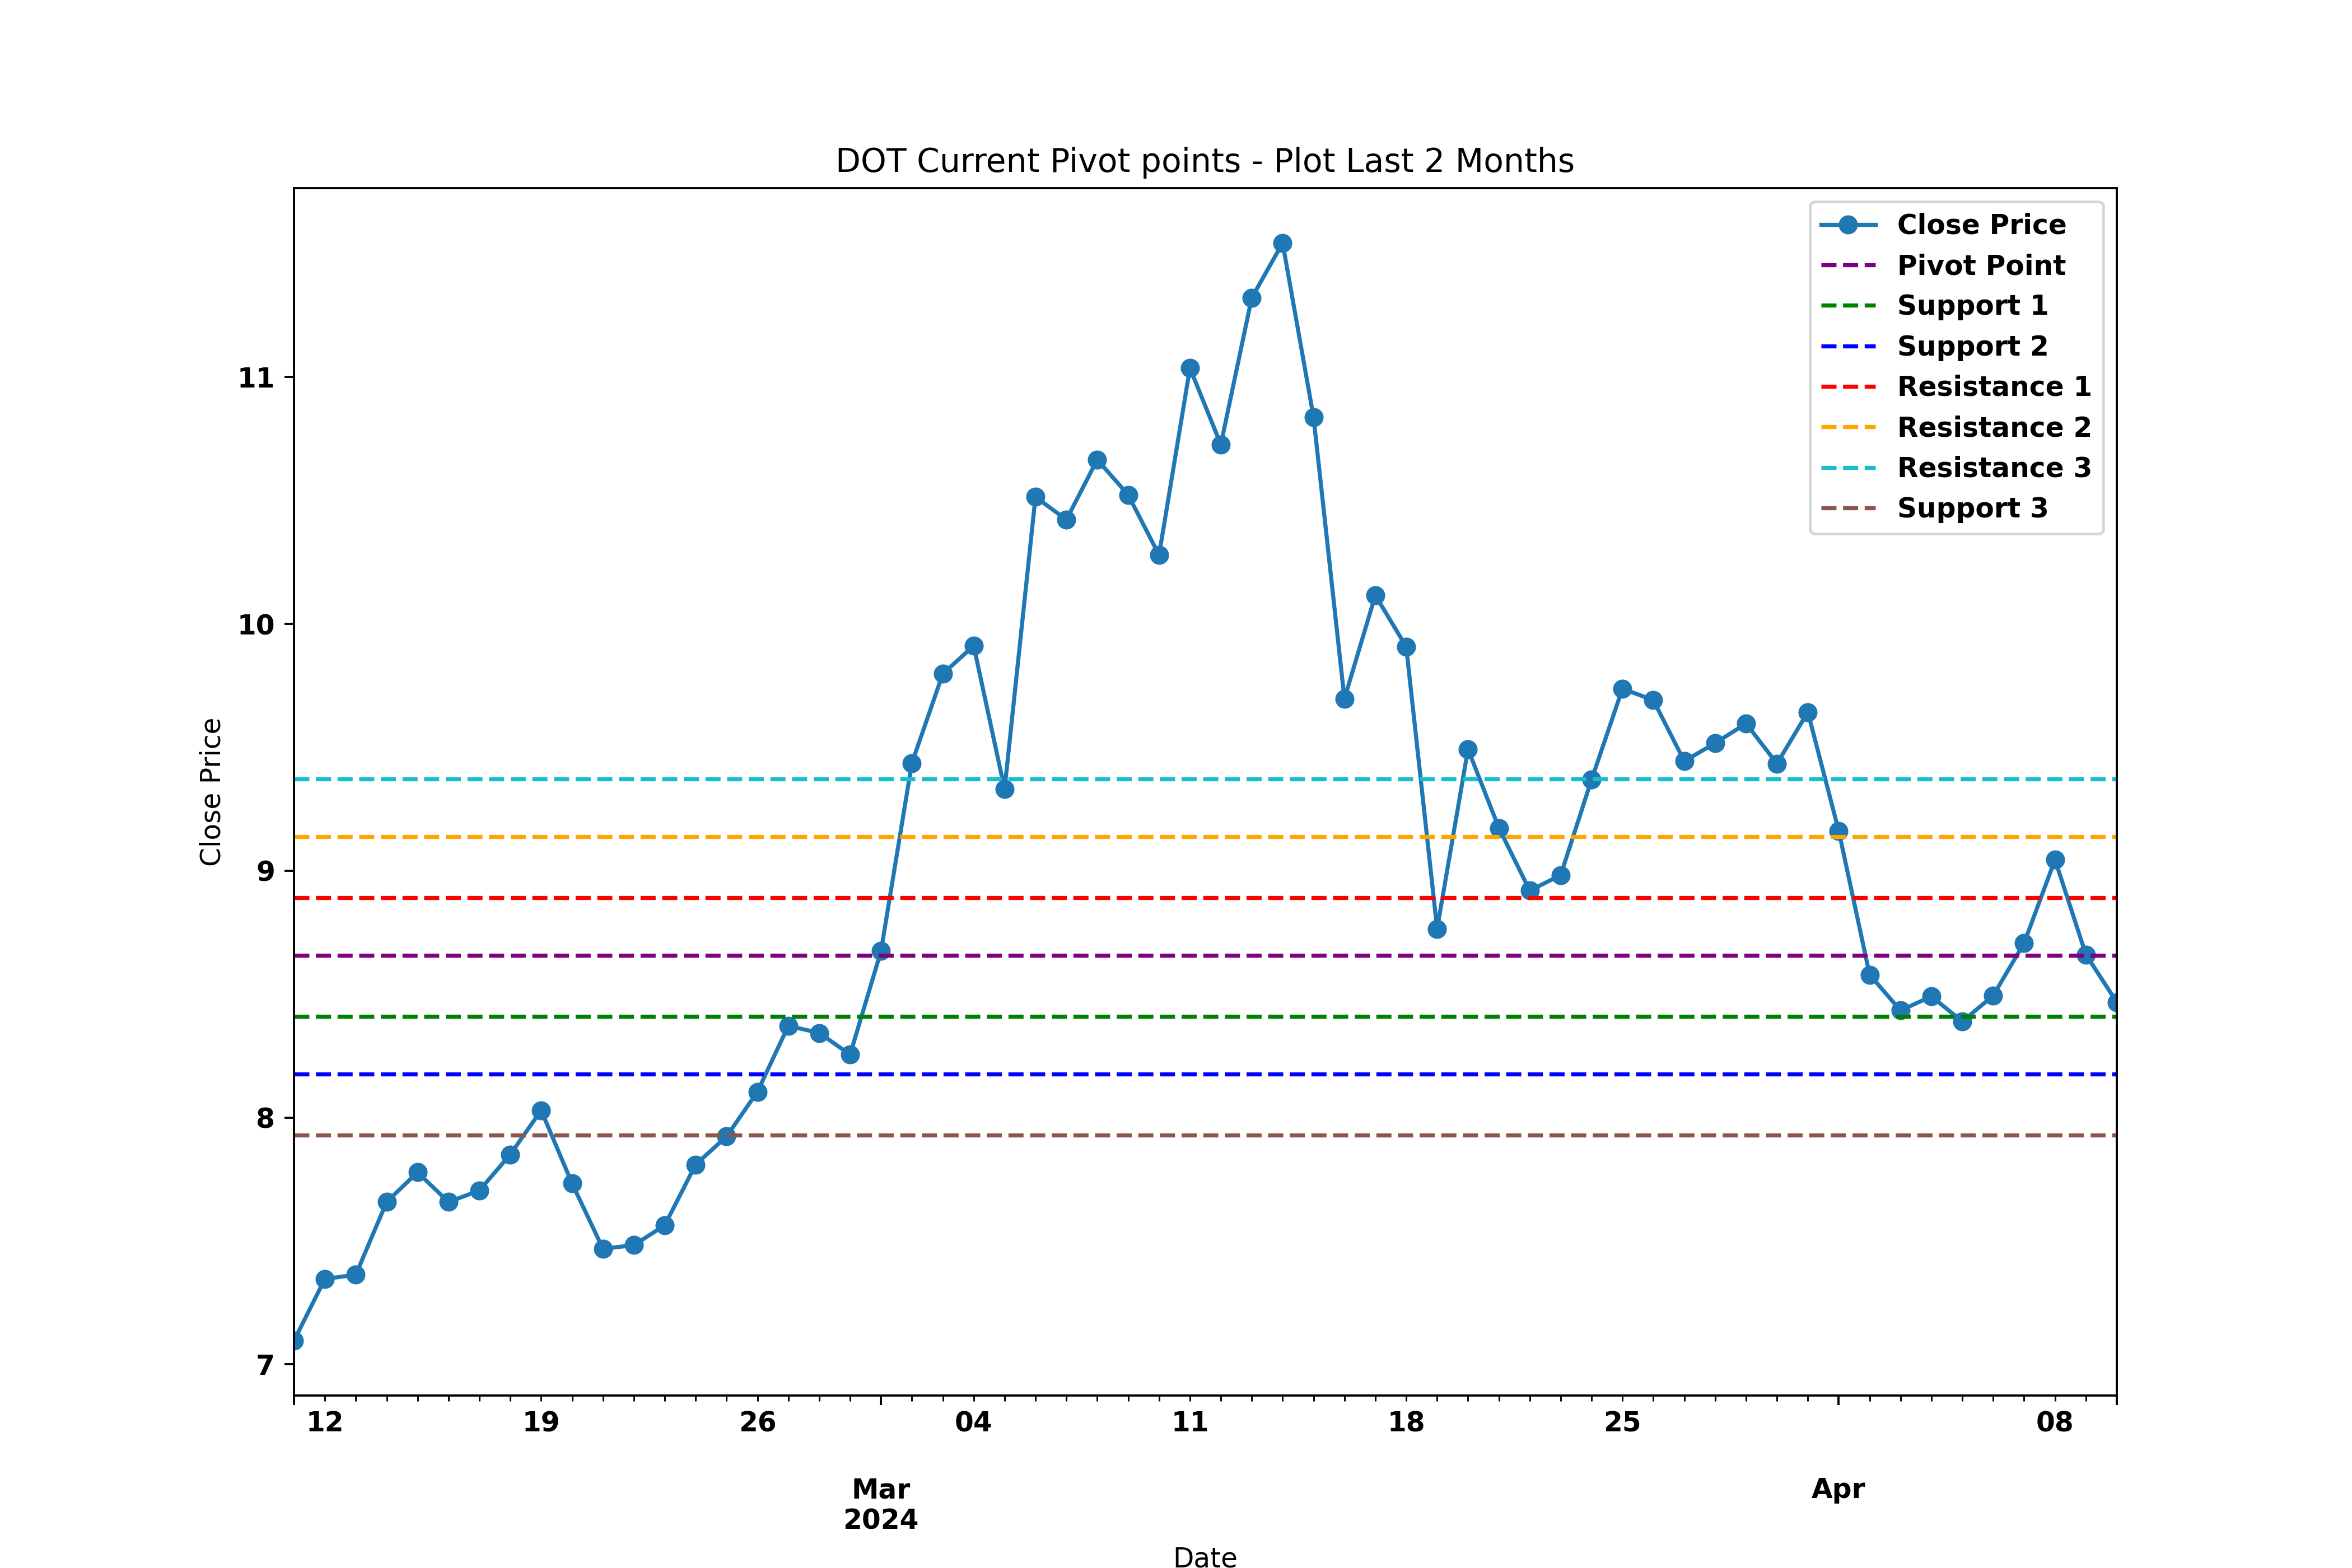 DOT Current Pivot points - Plot Last 2 Months
Close Price
Pivot Point
Support 1
Support 2
Resistance 1
Resistance 2
Resistance 3
Support 3
Close Price
11
10
9
8
7
12 19 26 04 11 18 25 08
Mar Apr
2024
Date